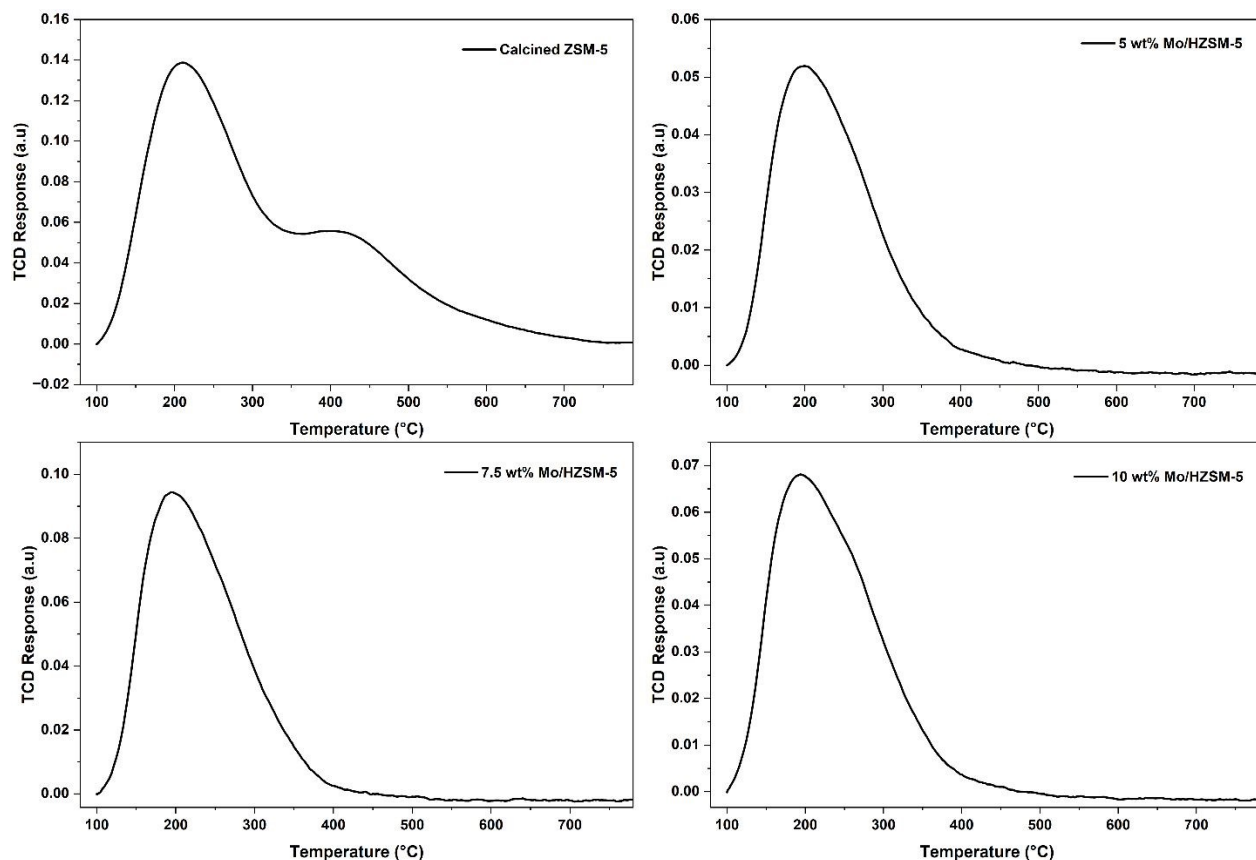 0.16
0.14
0.12
0.10
0.08
0.06
0.04
0.02
0.00
−0.02
TCD Response (a.u)
Calcined ZSM-5
100 200 300 400 500 600 700
Temperature (°C)
0.06
0.05
0.04
0.03
0.02
0.01
0.00
TCD Response (a.u)
5 wt% Mo/HZSM-5
100 200 300 400 500 600 700
Temperature (°C)
0.10
0.08
0.06
0.04
0.02
0.00
TCD Response (a.u)
7.5 wt% Mo/HZSM-5
100 200 300 400 500 600 700
Temperature (°C)
0.07
0.06
0.05
0.04
0.03
0.02
0.01
0.00
TCD Response (a.u)
10 wt% Mo/HZSM-5
100 200 300 400 500 600 700
Temperature (°C)